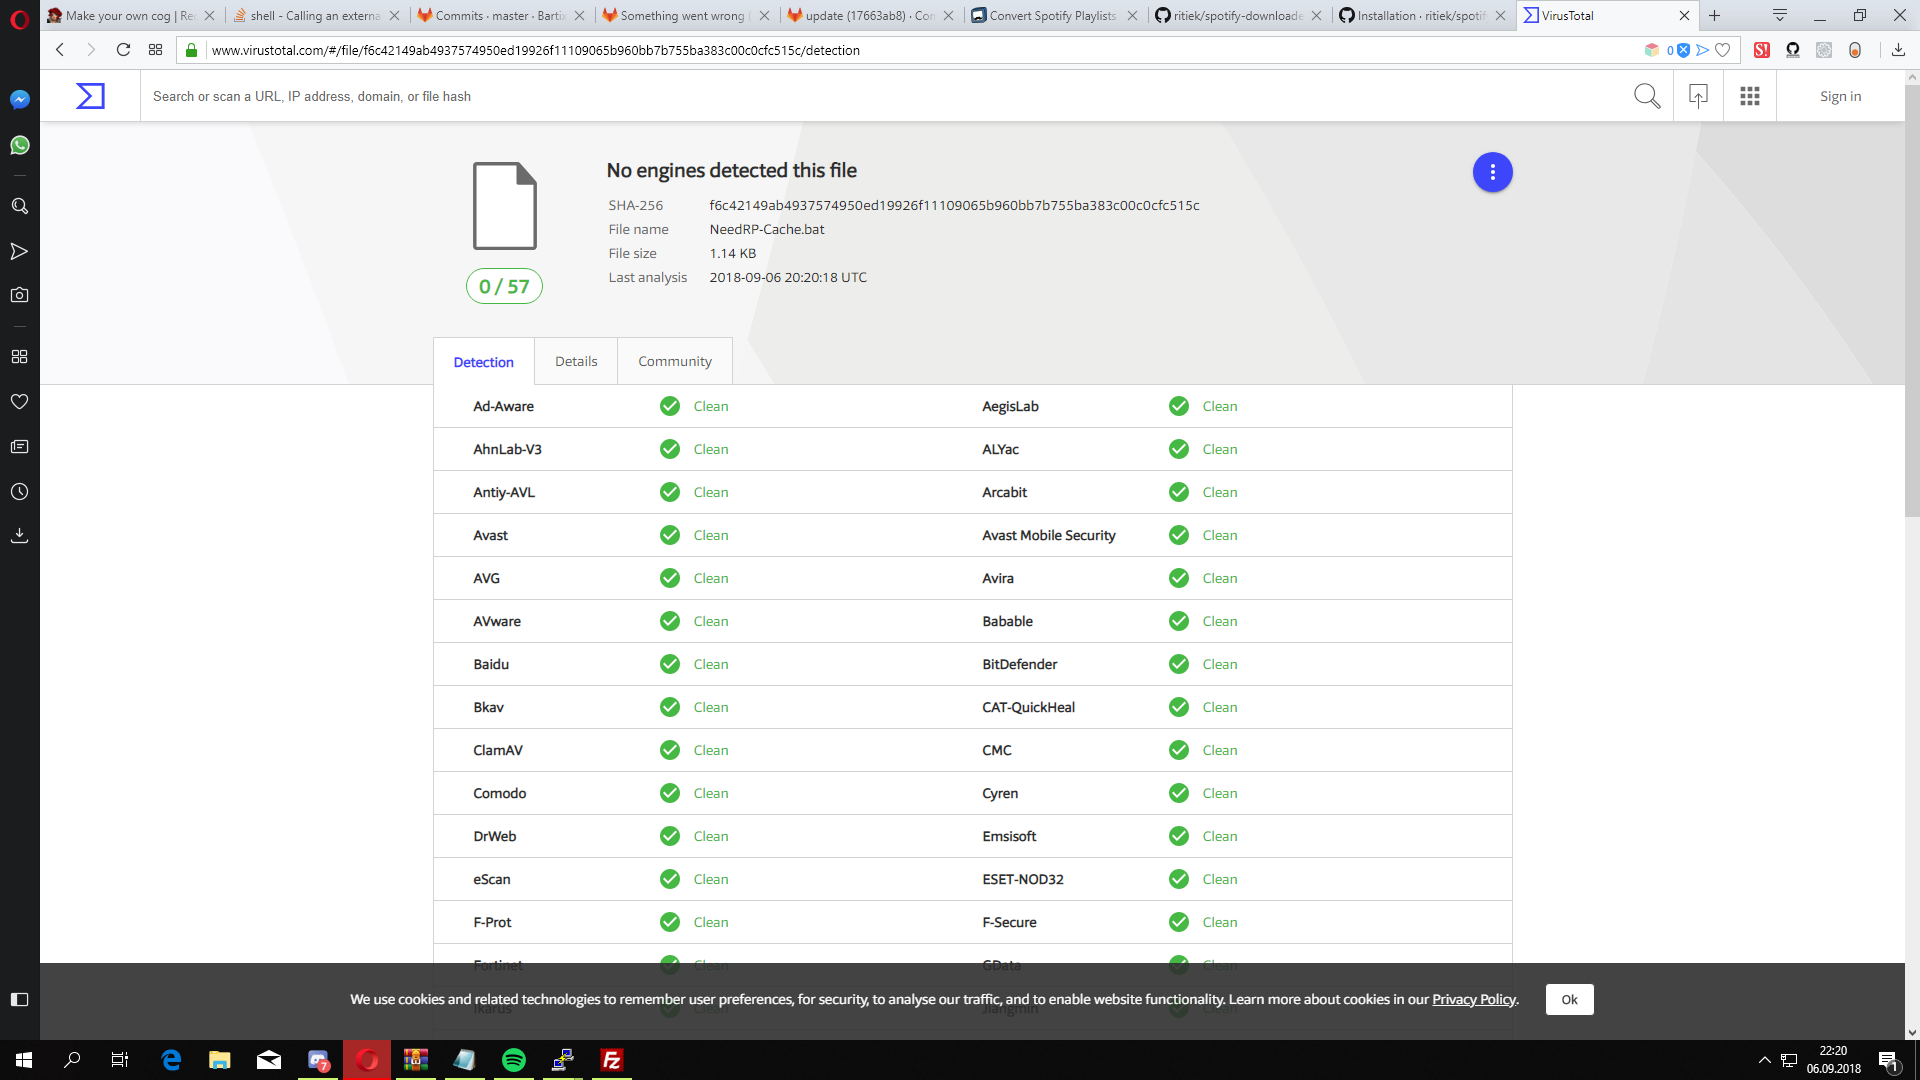 Make your own cog | Re
shell - Calling an externa
Commits · master · Bartix
Something went wrong (
update (17663ab8) · Con
Convert Spotify Playlists
ritiek/spotify-downloade
Installation · ritiek/spotif
VirusTotal
www.virustotal.com/#/file/f6c42149ab4937574950ed19926f11109065b960bb7b755ba383c00c0cfc515c/detection
0
S!
Search or scan a URL, IP address, domain, or file hash
Sign in
No engines detected this file
SHA-256 f6c42149ab4937574950ed19926f11109065b960bb7b755ba383c00c0cfc515c
File name NeedRP-Cache.bat
File size 1.14 KB
Last analysis 2018-09-06 20:20:18 UTC
0 / 57
Detection Details Community
Ad-Aware Clean AegisLab Clean
AhnLab-V3 Clean ALYac Clean
Antiy-AVL Clean Arcabit Clean
Avast Clean Avast Mobile Security Clean
AVG Clean Avira Clean
AVware Clean Babable Clean
Baidu Clean BitDefender Clean
Bkav Clean CAT-QuickHeal Clean
ClamAV Clean CMC Clean
Comodo Clean Cyren Clean
DrWeb Clean Emsisoft Clean
eScan Clean ESET-NOD32 Clean
F-Prot Clean F-Secure Clean
Fortinet Clean GData Clean
We use cookies and related technologies to remember user preferences, for security, to analyse our traffic, and to enable website functionality. Learn more about cookies in our Privacy Policy.
Ok
Ikarus Clean Jiangmin Clean
7
Fz
22:20
06.09.2018
1